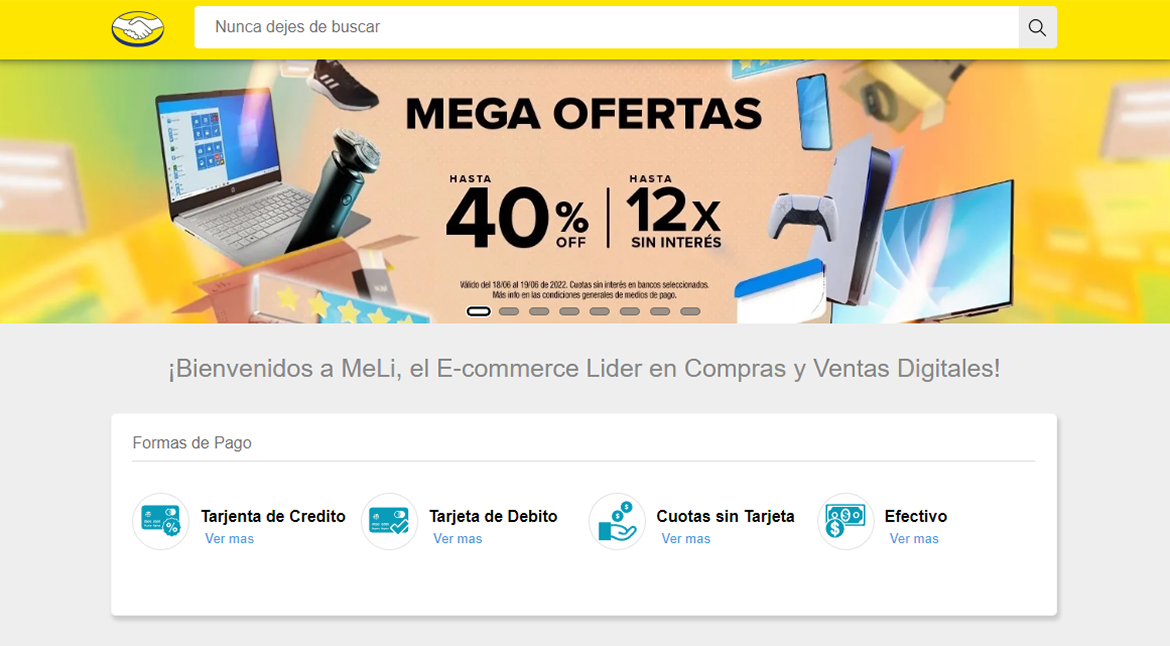 Nunca dejes de buscar
MEGA OFERTAS
HASTA
40% OFF
HASTA
12x
SIN INTERÉS
Válido del 18/06 al 19/06 de 2022. Cuotas sin interés en bancos seleccionados.
Más info en las condiciones generales de medios de pago.
¡Bienvenidos a MeLi, el E-commerce Lider en Compras y Ventas Digitales!
Formas de Pago
Tarjenta de Credito
Ver mas
Tarjeta de Debito
Ver mas
Cuotas sin Tarjeta
Ver mas
Efectivo
Ver mas